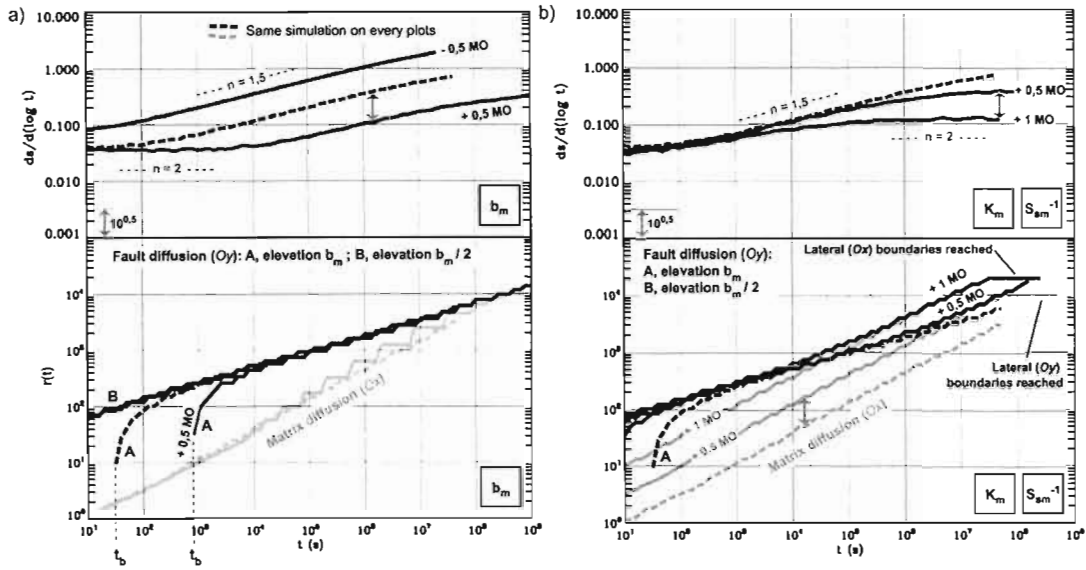 a)
10.000
1.000
0.100
0.010
0.001
ds/d(log t)
Same simulation on every plots
- 0,5 MO
n = 1,5
+ 0,5 MO
n = 2
10^0,5
b_m
Fault diffusion (Oy): A, elevation b_m ; B, elevation b_m / 2
r(t)
B
A
+ 0,5 MO
A
Matrix diffusion (Ox)
b_m
t (s)
t_b
t_b
b)
10.000
1.000
0.100
0.010
0.001
ds/d(log t)
n = 1,5
+ 0,5 MO
+ 1 MO
n = 2
10^0,5
K_m
S_sm^-1
Fault diffusion (Oy):
A, elevation b_m
B, elevation b_m / 2
Lateral (Ox) boundaries reached
+ 1 MO
+ 0.5 MO
Lateral (Oy)
boundaries reached
+ 1 MO
0.5 MO
Matrix diffusion (Ox)
A
K_m
S_sm^-1
t (s)